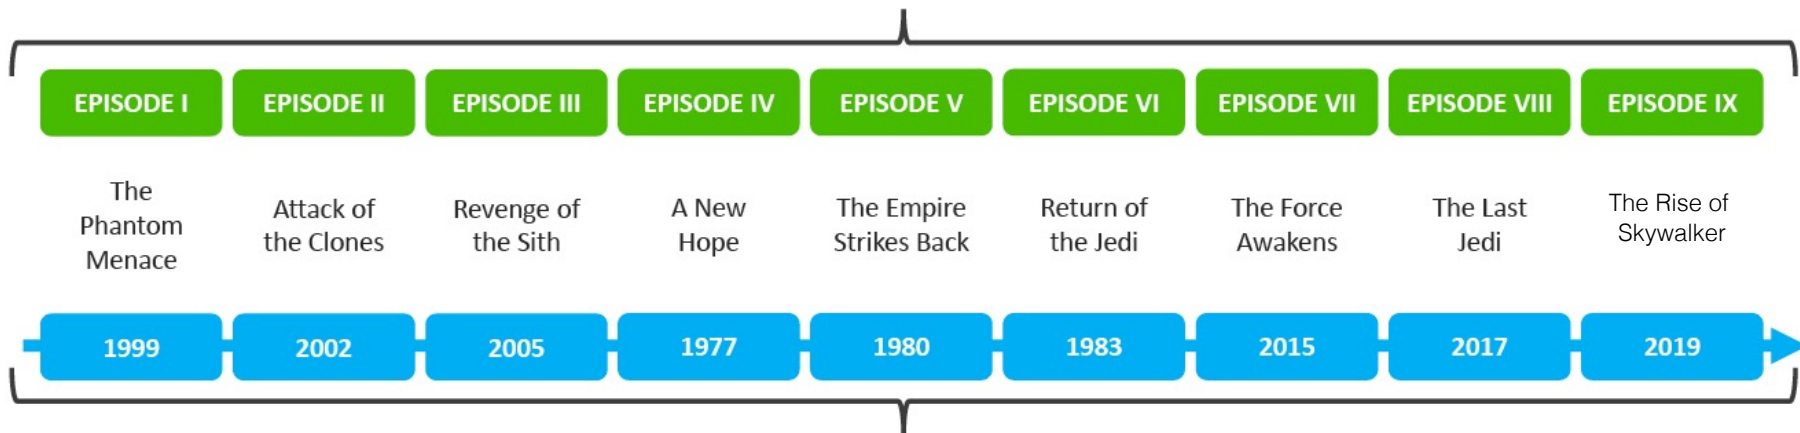 EPISODE I
EPISODE II
EPISODE III
EPISODE IV
EPISODE V
EPISODE VI
EPISODE VII
EPISODE VIII
EPISODE IX
The
Phantom
Menace
Attack of
the Clones
Revenge of
the Sith
A New
Hope
The Empire
Strikes Back
Return of
the Jedi
The Force
Awakens
The Last
Jedi
The Rise of
Skywalker
1999
2002
2005
1977
1980
1983
2015
2017
2019